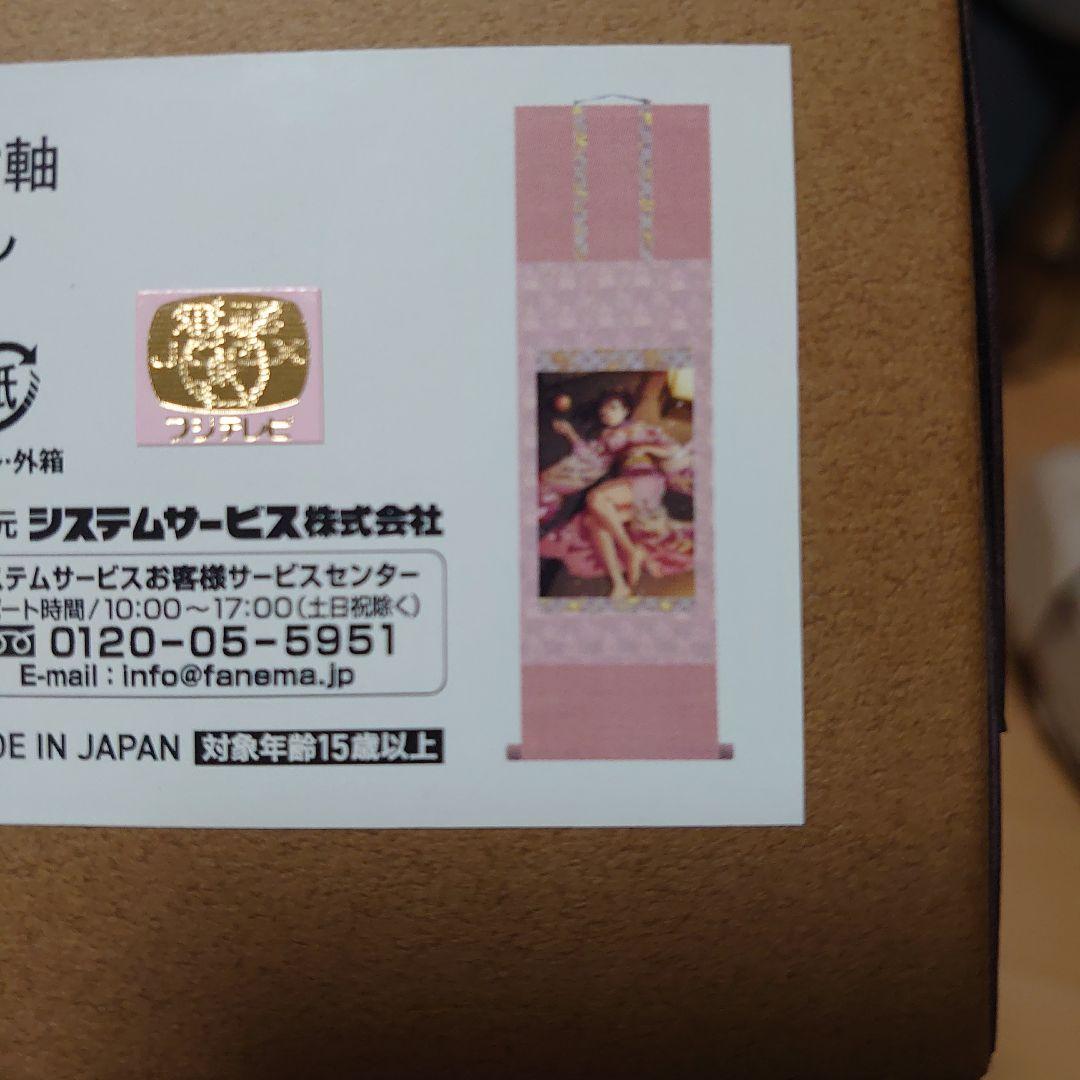 軸
ン
紙
外箱
フジテレビ
元 システムサービス株式会社
ステムサービスお客様サービスセンター
ポート時間/10:00～17:00(土日祝除く)
0120-05-5951
E-mail:info@fanema.jp
DE IN JAPAN 対象年齢15歳以上